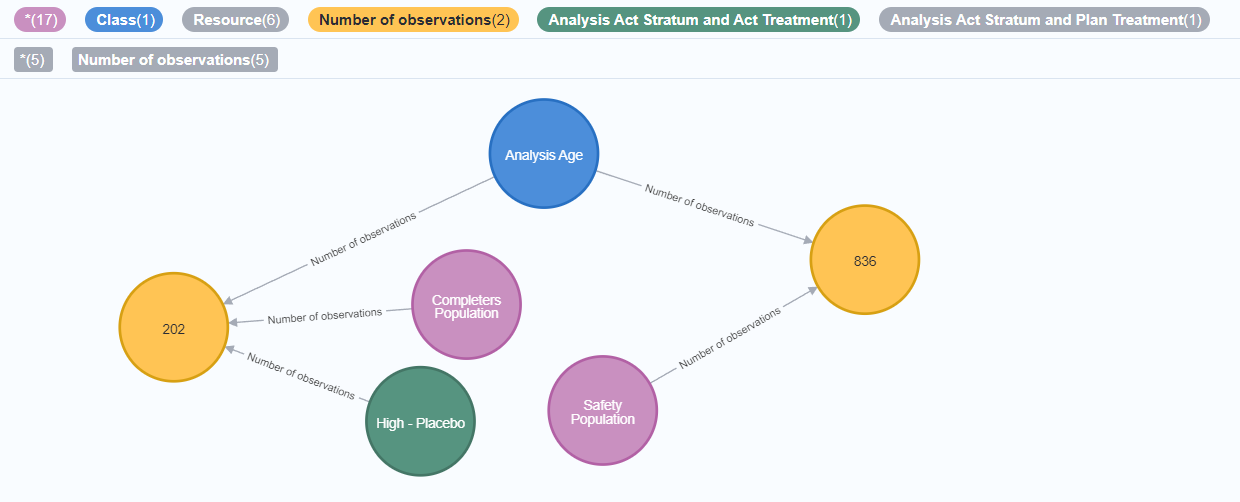 *(17) Class(1) Resource(6) Number of observations(2) Analysis Act Stratum and Act Treatment(1) Analysis Act Stratum and Plan Treatment(1)
*(5) Number of observations(5)
Analysis Age
Number of observations
Number of observations
836
Completers
Population
202
Number of observations
Number of observations
Number of observations
Safety
Population
High - Placebo